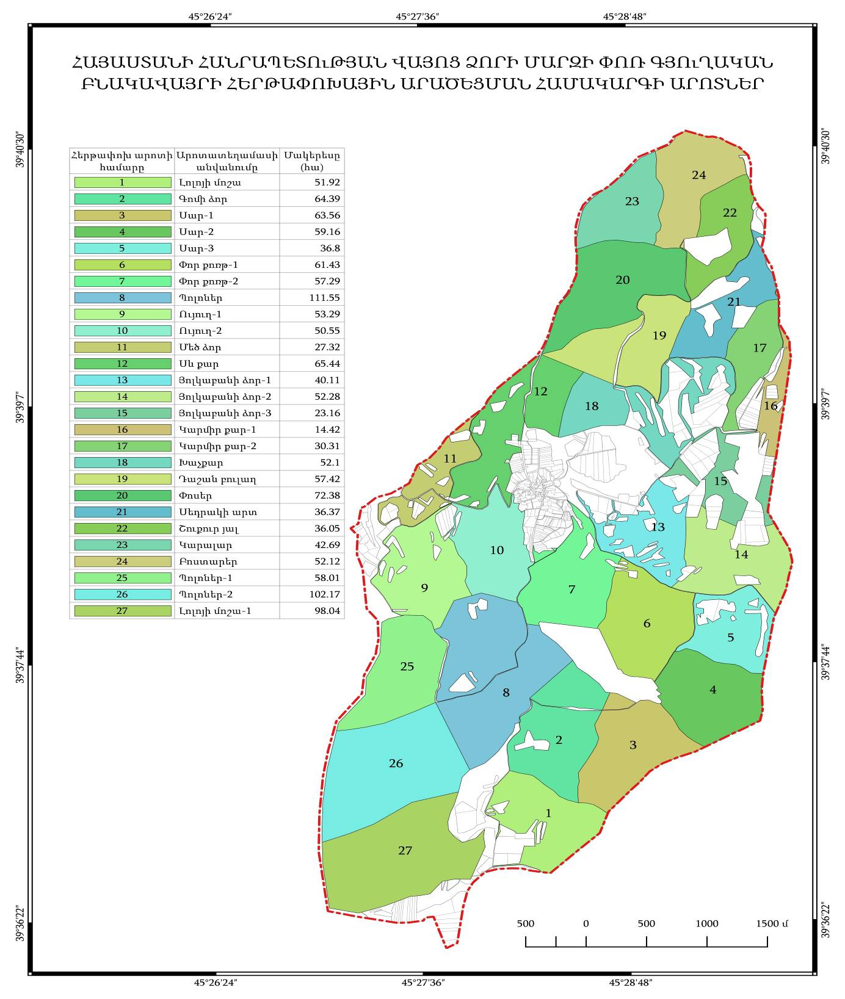 45°26'24" 45°27'36" 45°28'48"
ՀԱՅԱՍՏԱՆԻ ՀԱՆՐԱՊԵՏՈւԹՅԱՆ ՎԱՅՈՑ ՁՈՐԻ ՄԱՐԶԻ ՓՈՌ ԳՅՈւՂԱԿԱՆ
ԲՆԱԿԱՎԱՅՐԻ ՀԵՐԹԱՓՈԽԱՅԻՆ ԱՐԱԾԵՑՄԱՆ ՀԱՄԱԿԱՐԳԻ ԱՐՈՏՆԵՐ
39°40'30" 39°40'30"
Հերթափոխ արոտի համարը Արոտատեղամասի անվանումը Մակերեսը (հա)
1 Լոլոյի մոշա 51.92
2 Գոմի ձոր 64.39
3 Սար-1 63.56
4 Սար-2 59.16
5 Սար-3 36.8
6 Փոր քոռթ-1 61.43
7 Փոր քոռթ-2 57.29
8 Պոլոներ 111.55
9 Ույուղ-1 53.29
10 Ույուղ-2 50.55
11 Մեծ ձոր 27.32
12 Սև քար 65.44
13 Յոլկաբանի ձոր-1 40.11
14 Յոլկաբանի ձոր-2 52.28
15 Յոլկաբանի ձոր-3 23.16
16 Կարմիր քար-1 14.42
17 Կարմիր քար-2 30.31
18 Խաչքար 52.1
19 Դաշան բուլաղ 57.42
20 Փոսեր 72.38
21 Սեդրակի արտ 36.37
22 Շուքուր յալ 36.05
23 Կարալար 42.69
24 Բոստարեր 52.12
25 Պոլոներ-1 58.01
26 Պոլոներ-2 102.17
27 Լոլոյի մոշա-1 98.04
24
23
22
20
21
19
17
12
18
16
11
15
13
10
14
9
7
6
5
25
8
4
2
3
26
1
27
39°39'7" 39°39'7"
39°37'44" 39°37'44"
39°36'22" 39°36'22"
500 0 500 1000 1500 մ
45°26'24" 45°27'36" 45°28'48"